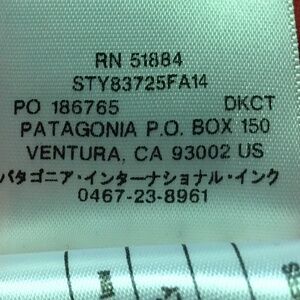 RN 51884
STY83725FA14
PO 186765 DKCT
PATAGONIA P.O. BOX 150
VENTURA, CA 93002 US
パタゴニア・インターナショナル・インク
0467-23-8961